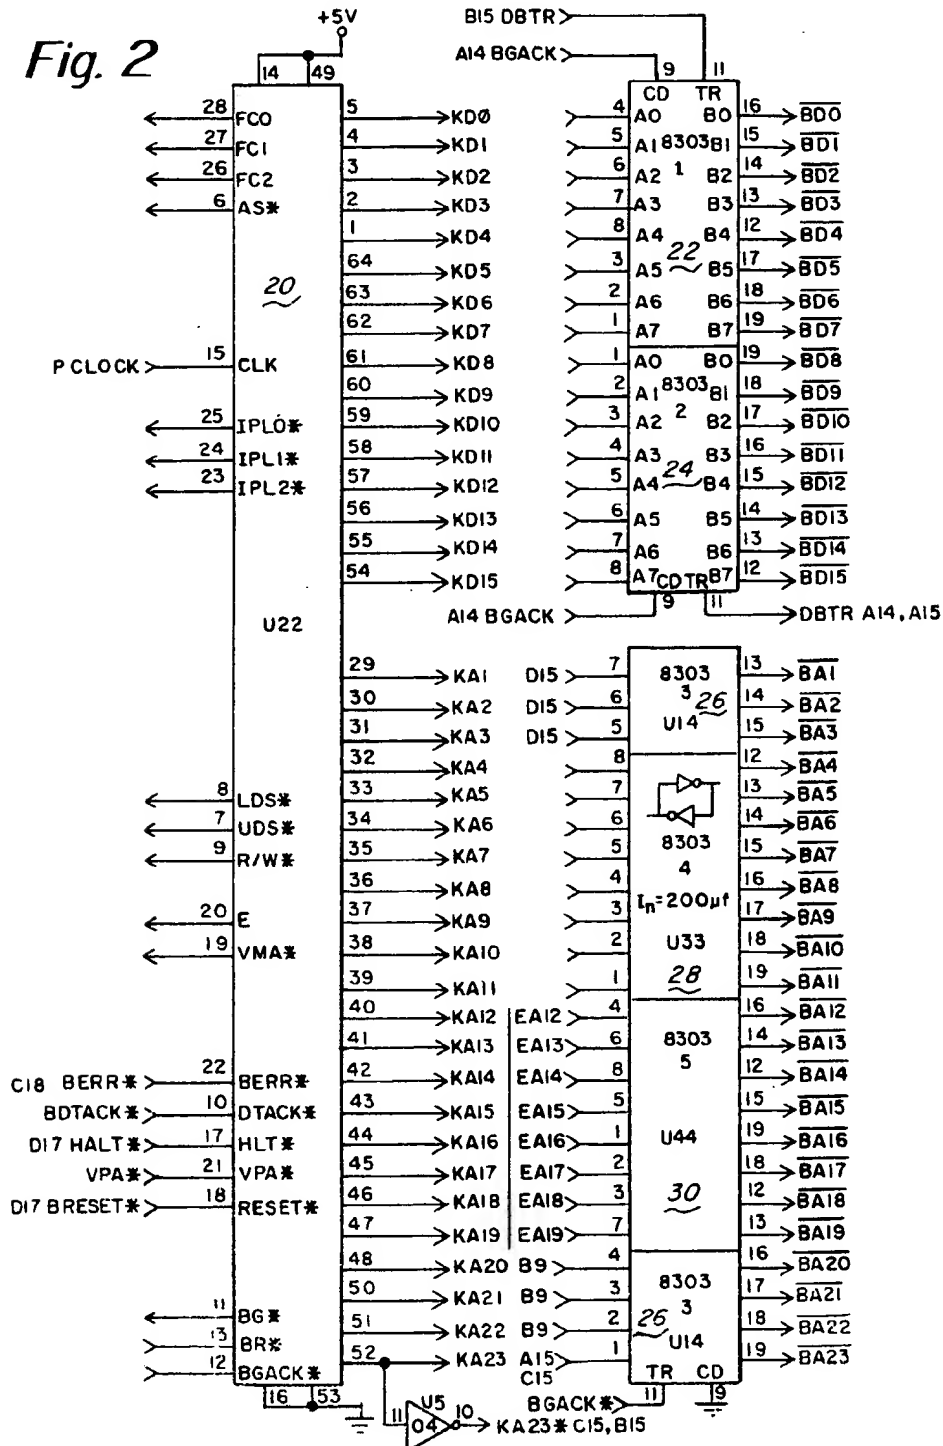 Fig. 2
+5V
B15 DBTR
A14 BGACK
14 49
9 11
CD TR
28 FC0 5 KDØ 4 A0 B0 16 BD0
27 FC1 4 KD1 5 A1 8303 B1 15 BD1
26 FC2 3 KD2 6 A2 1 B2 14 BD2
6 AS* 2 KD3 7 A3 B3 13 BD3
1 KD4 8 A4 B4 12 BD4
20 64 KD5 3 A5 22 B5 17 BD5
63 KD6 2 A6 B6 18 BD6
62 KD7 1 A7 B7 19 BD7
P CLOCK 15 CLK 61 KD8 1 A0 B0 19 BD8
60 KD9 2 A1 8303 B1 18 BD9
25 IPL0* 59 KD10 3 A2 2 B2 17 BD10
24 IPL1* 58 KD11 4 A3 B3 16 BD11
23 IPL2* 57 KD12 5 A4 24 B4 15 BD12
56 KD13 6 A5 B5 14 BD13
55 KD14 7 A6 B6 13 BD14
54 KD15 8 A7 CD TR B7 12 BD15
U22 A14 BGACK 9 11 DBTR A14, A15
29 KA1 D15 7 8303 13 BA1
30 KA2 D15 6 3 26 14 BA2
31 KA3 D15 5 U14 15 BA3
32 KA4 8 12 BA4
8 LDS* 33 KA5 7 13 BA5
7 UDS* 34 KA6 6 14 BA6
9 R/W* 35 KA7 5 8303 15 BA7
36 KA8 4 4 16 BA8
20 E 37 KA9 3 In=200µf 17 BA9
19 VMA* 38 KA10 2 U33 18 BA10
39 KA11 1 28 19 BA11
40 KA12 EA12 4 16 BA12
41 KA13 EA13 6 8303 14 BA13
C18 BERR* 22 BERR* 42 KA14 EA14 8 5 12 BA14
BDTACK* 10 DTACK* 43 KA15 EA15 5 15 BA15
D17 HALT* 17 HLT* 44 KA16 EA16 1 U44 19 BA16
VPA* 21 VPA* 45 KA17 EA17 2 18 BA17
D17 BRESET* 18 RESET* 46 KA18 EA18 3 30 12 BA18
47 KA19 EA19 7 13 BA19
48 KA20 B9 4 16 BA20
50 KA21 B9 3 8303 17 BA21
11 BG* 51 KA22 B9 2 3 26 18 BA22
13 BR* 52 KA23 A15 1 U14 19 BA23
12 BGACK* C15 TR CD
16 53 BGACK* 11 9
11 U5 04 10 KA23* C15, B15